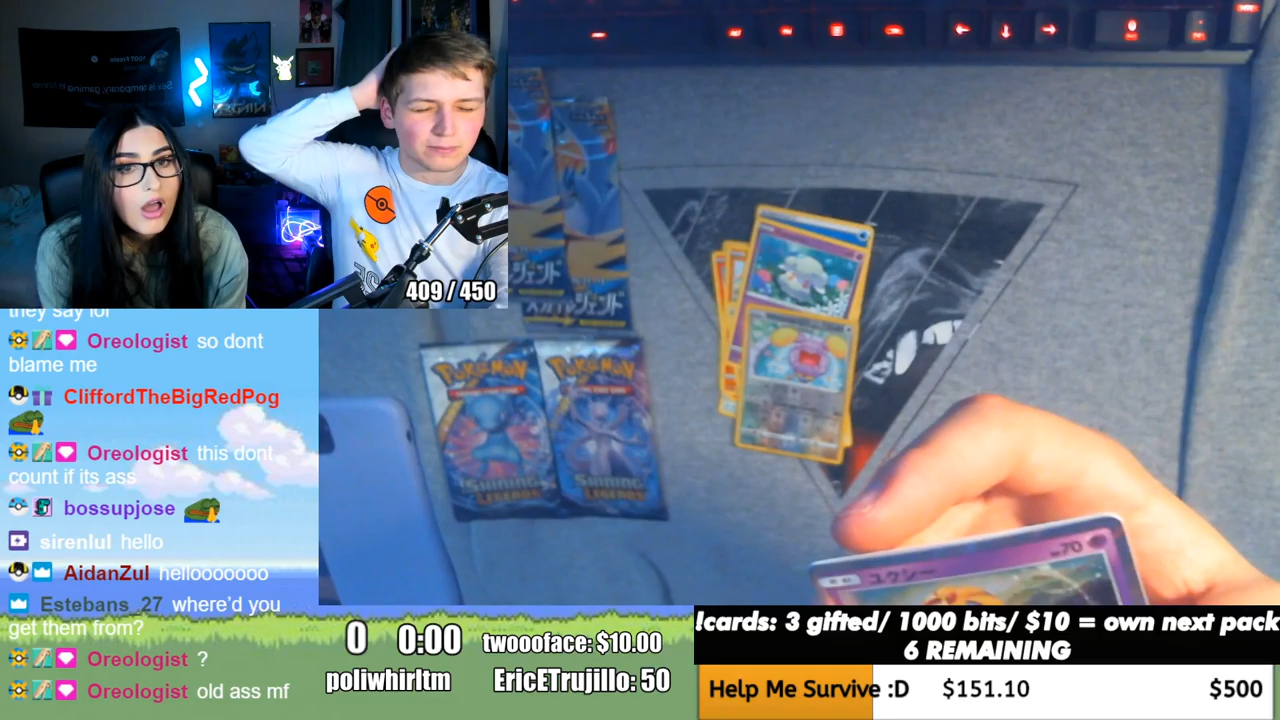 409 / 450
they say lol
Oreologist so dont
blame me
CliffordTheBigRedPog
Oreologist this dont
count if its ass
bossupjose
sirenlul hello
AidanZul hellooooooo
Estebans_27 where'd you
get them from?
Oreologist ?
Oreologist old ass mf
POKéMON
SHINING
LEGENDS
POKéMON
SHINING
LEGENDS
ユクシー
HP 70
0 0:00
poliwhirltm
twoooface: $10.00
EricETrujillo: 50
!cards: 3 gifted/ 1000 bits/ $10 = own next pack
6 REMAINING
Help Me Survive :D $151.10 $500